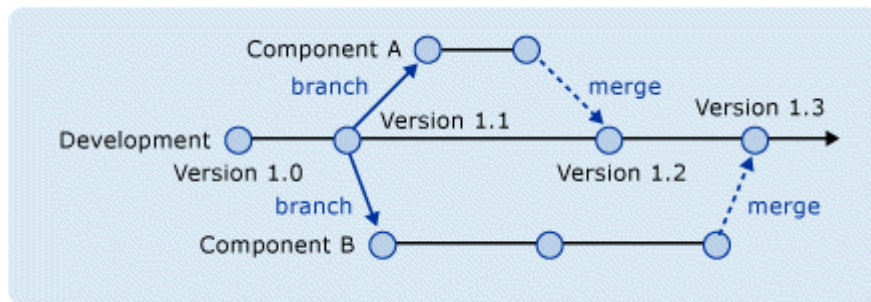 Component A
branch
merge
Version 1.3
Version 1.1
Development
Version 1.0
Version 1.2
branch
merge
Component B